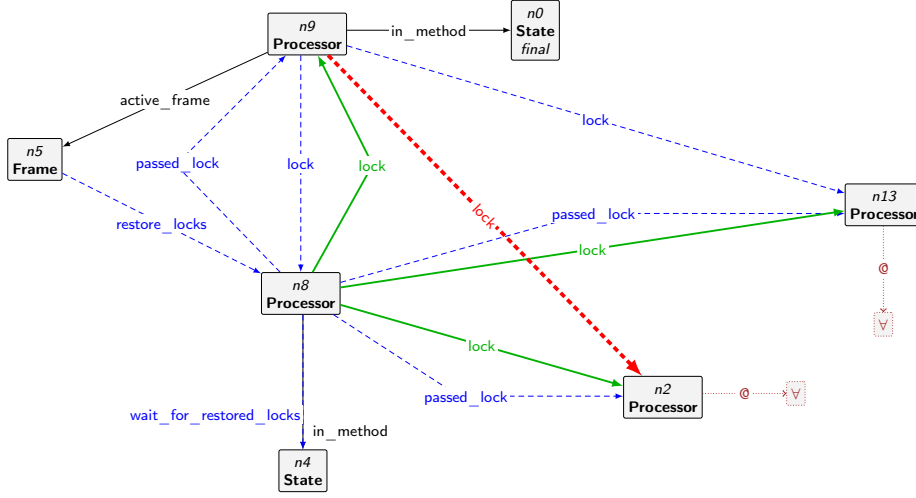 n9
Processor
in_method
n0
State
final
active_frame
lock
n5
Frame
passed_lock
lock
lock
restore_locks
lock
passed_lock
n13
Processor
lock
@
∀
n8
Processor
lock
passed_lock
n2
Processor
@
∀
wait_for_restored_locks
in_method
n4
State